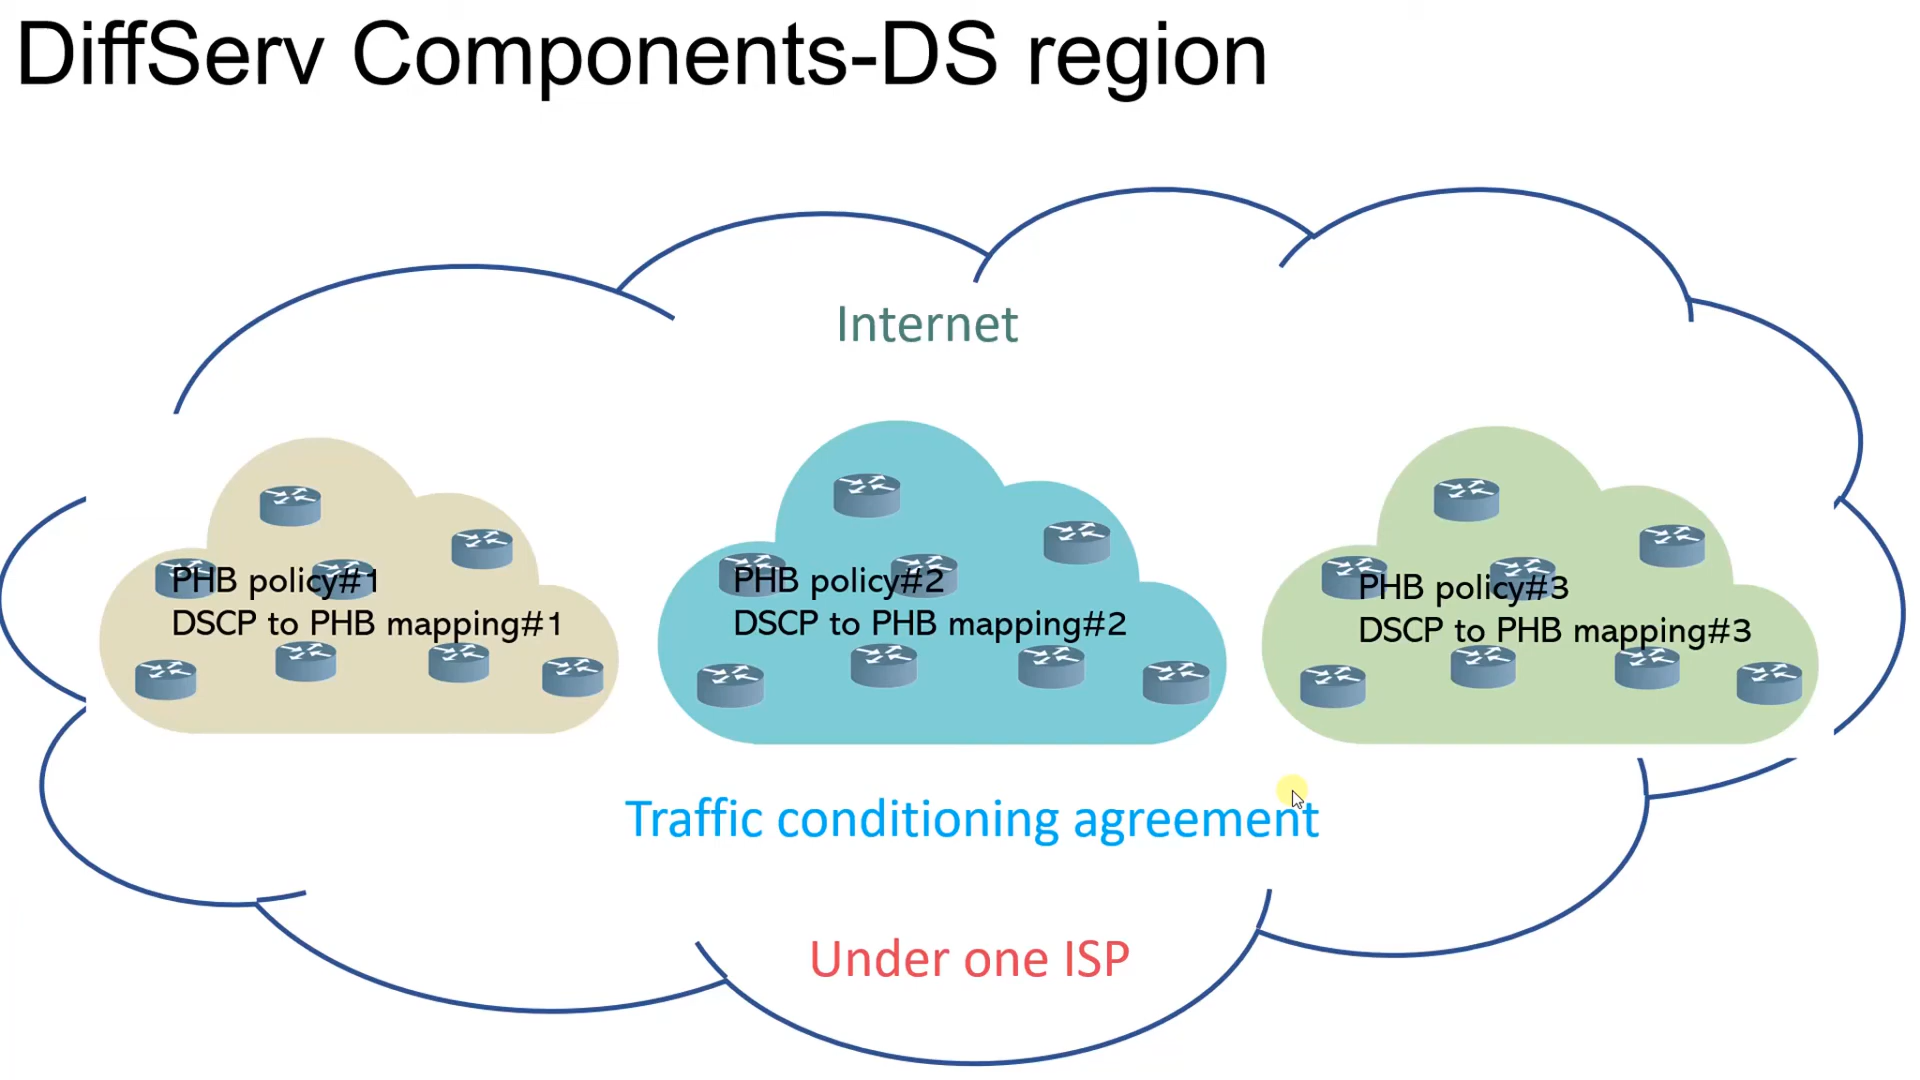 DiffServ Components-DS region
Internet
PHB policy#1
DSCP to PHB mapping#1
PHB policy#2
DSCP to PHB mapping#2
PHB policy#3
DSCP to PHB mapping#3
Traffic conditioning agreement
Under one ISP